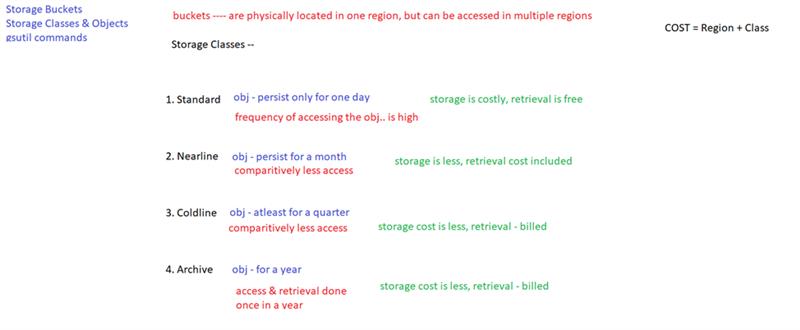 Storage Buckets
Storage Classes & Objects
gsutil commands
buckets ---- are physically located in one region, but can be accessed in multiple regions
COST = Region + Class
Storage Classes --
1. Standard obj - persist only for one day storage is costly, retrieval is free
frequency of accessing the obj.. is high
2. Nearline obj - persist for a month storage is less, retrieval cost included
comparitively less access
3. Coldline obj - atleast for a quarter
comparitively less access storage cost is less, retrieval - billed
4. Archive obj - for a year
access & retrieval done storage cost is less, retrieval - billed
once in a year